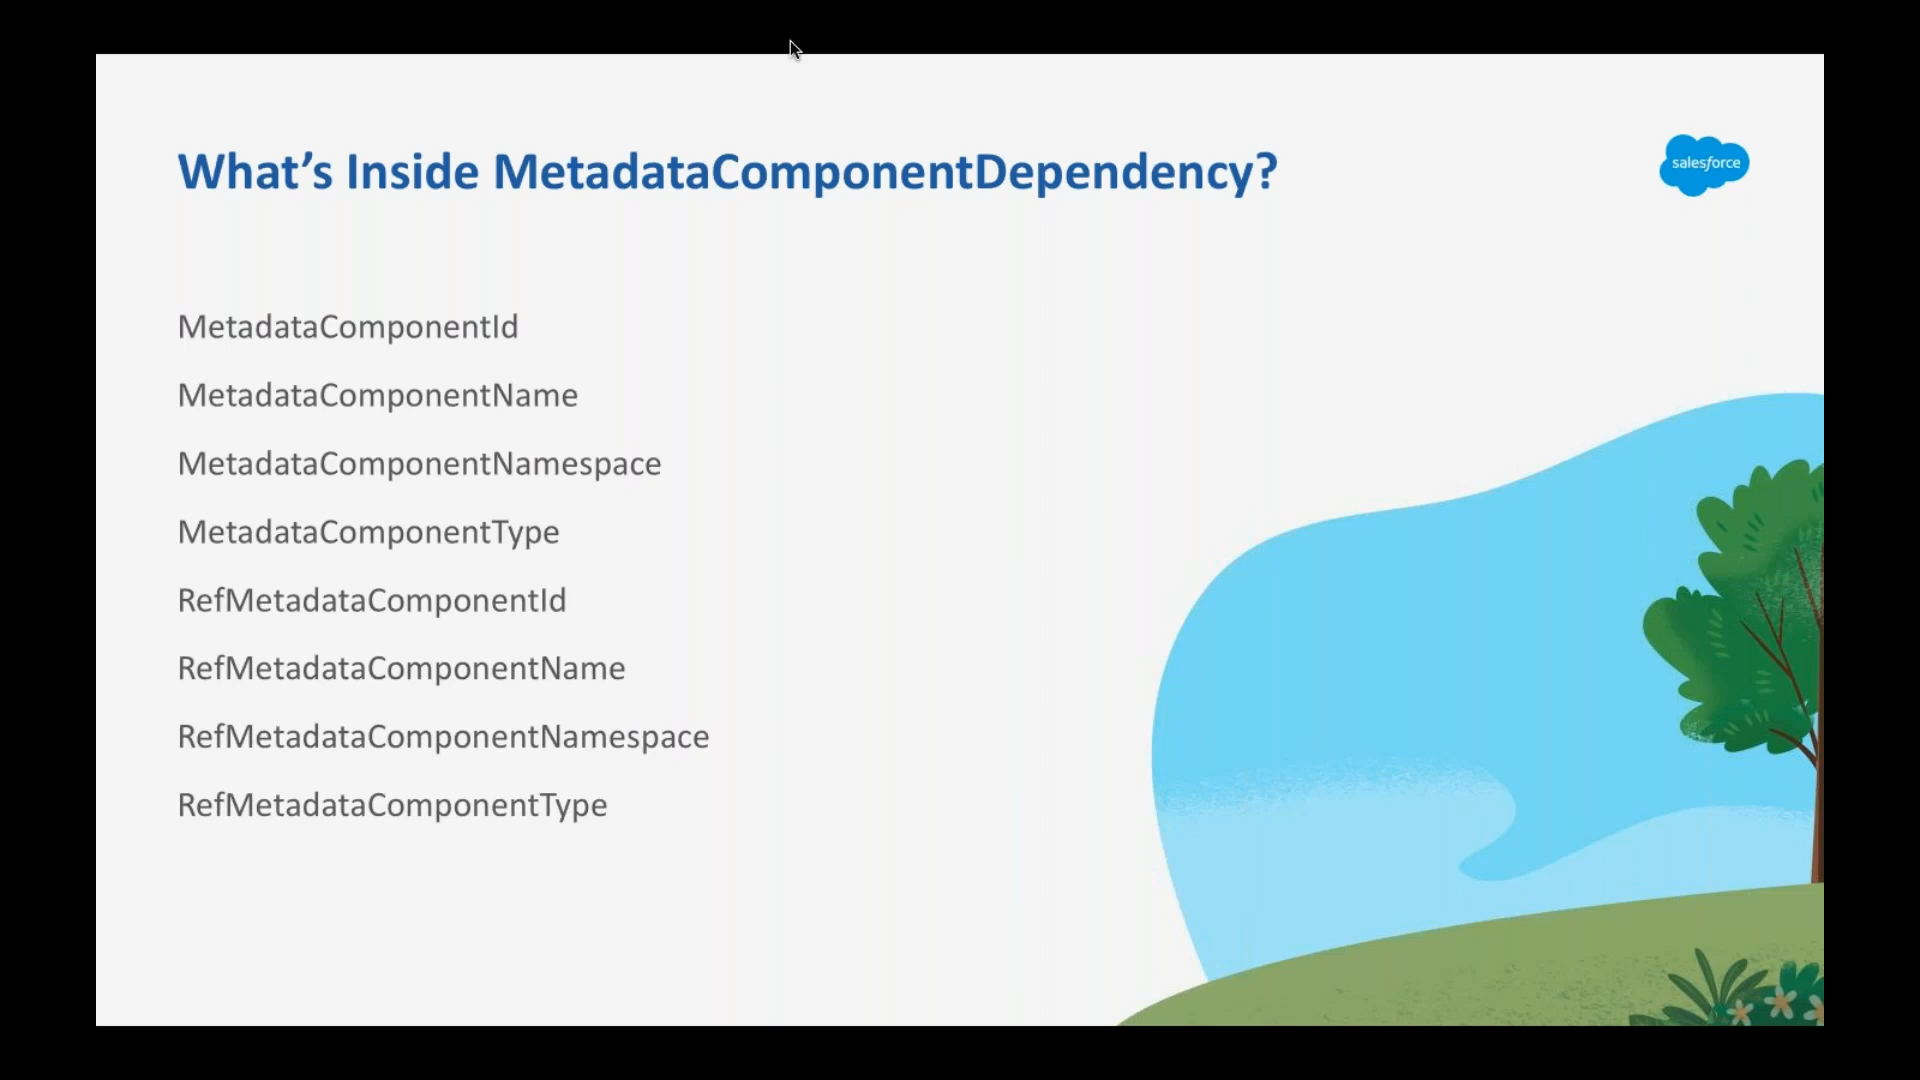 What’s Inside MetadataComponentDependency?
salesforce
MetadataComponentId
MetadataComponentName
MetadataComponentNamespace
MetadataComponentType
RefMetadataComponentId
RefMetadataComponentName
RefMetadataComponentNamespace
RefMetadataComponentType